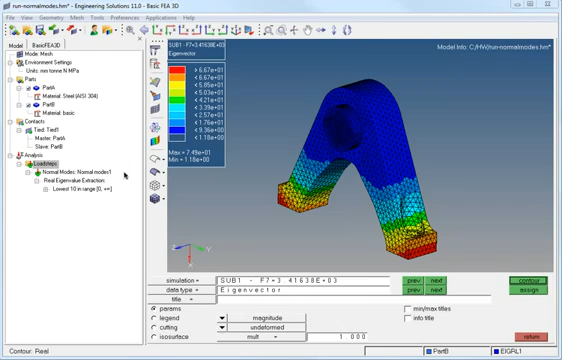 run-normalmodes.hm* - Engineering Solutions 11.0 - Basic FEA 3D
File View Geometry Mesh Tools Preferences Applications Help
Model BasicFEA3D
Mode: Mesh
Environment Settings
Units: mm tonne N MPa
Parts
PartA
Material: Steel (AISI 304)
PartB
Material: basic
Contacts
Tied: Tied1
Master: PartA
Slave: PartB
Analysis
Loadsteps
Normal Modes: Normal modes1
Real Eigenvalue Extraction
Lowest 10 in range [0, +∞)
SUB1 - F7=3.41638E+03
Eigenvector
6.67E+01
5.85E+01
5.03E+01
4.21E+01
3.39E+01
2.57E+01
1.76E+01
9.36E+00
1.18E+00
Max = 7.49E+01
Min = 1.18E+00
Model Info: C:/HW/run-normalmodes.hm*
simulation = SUB1 - F7=3.41638E+03 prev next contour
data type = Eigenvector prev next assign
title =
params magnitude min/max titles
legend undeformed info title
cutting mult = 1.000
isosurface return
Contour: Real PartB EIGRL1